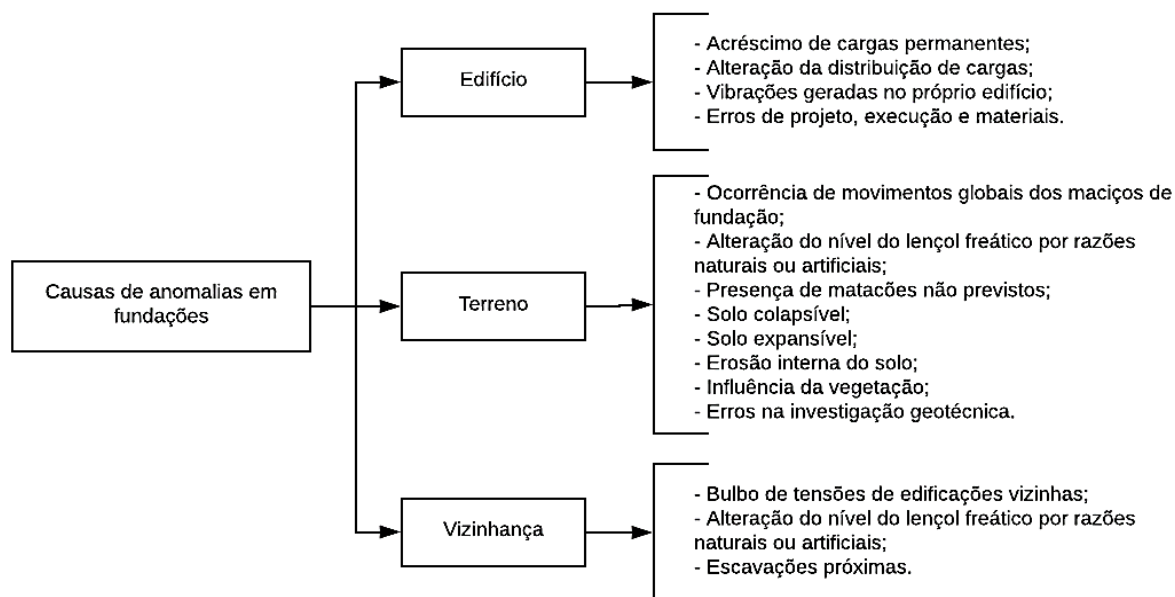 Causas de anomalias em
fundações
Edifício
- Acréscimo de cargas permanentes;
- Alteração da distribuição de cargas;
- Vibrações geradas no próprio edifício;
- Erros de projeto, execução e materiais.
Terreno
- Ocorrência de movimentos globais dos maciços de
fundação;
- Alteração do nível do lençol freático por razões
naturais ou artificiais;
- Presença de matacões não previstos;
- Solo colapsível;
- Solo expansível;
- Erosão interna do solo;
- Influência da vegetação;
- Erros na investigação geotécnica.
Vizinhança
- Bulbo de tensões de edificações vizinhas;
- Alteração do nível do lençol freático por razões
naturais ou artificiais;
- Escavações próximas.